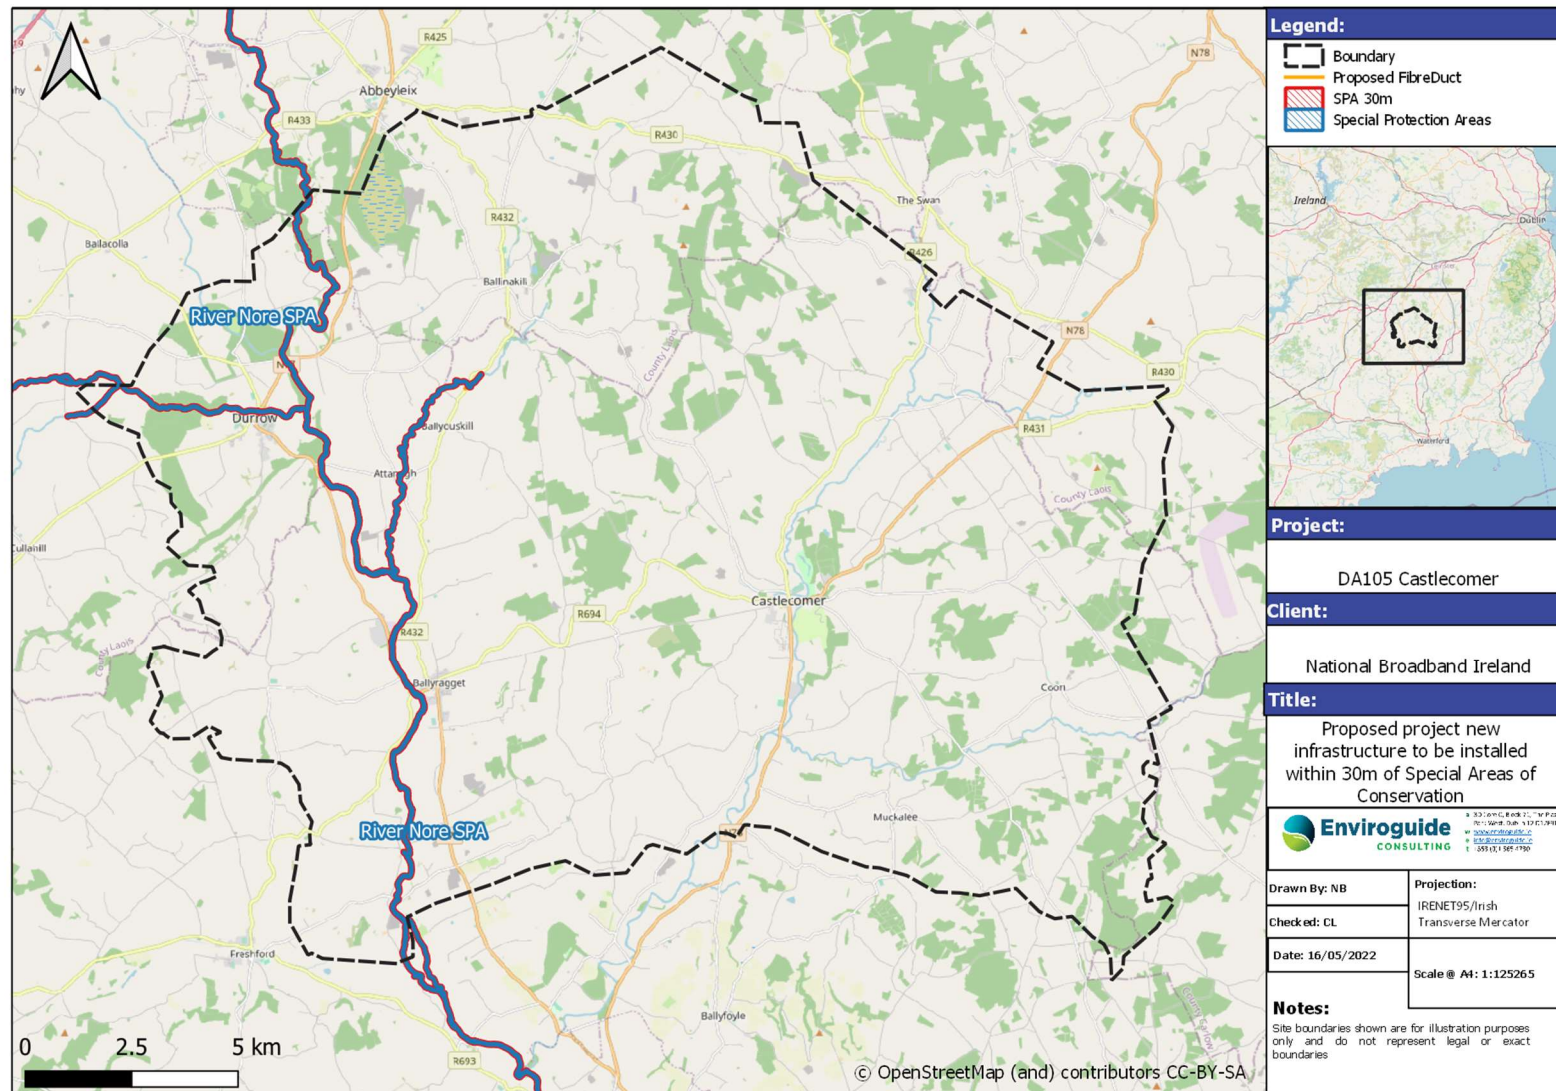 R425
N78
Abbeyleix
R433
R430
The Swan
R432
Ballacolla
R426
Ballinakill
County Laois
River Nore SPA
N78
R430
Durrow
Ballycuskill
R431
Attanagh
County Laois
Cullahill
Castlecomer
R694
R432
County Laois
Ballyragget
Coon
Muckalee
River Nore SPA
Freshford
Ballyfoyle
County Carlow
R693
0 2.5 5 km
© OpenStreetMap (and) contributors CC-BY-SA
Legend:
Boundary
Proposed FibreDuct
SPA 30m
Special Protection Areas
Ireland
Dublin
Waterford
Project:
DA105 Castlecomer
Client:
National Broadband Ireland
Title:
Proposed project new
infrastructure to be installed
within 30m of Special Areas of
Conservation
Enviroguide
CONSULTING
Drawn By: NB
Checked: CL
Date: 16/05/2022
Projection:
IRENET95/Irish
Transverse Mercator
Scale @ A4: 1:125265
Notes:
Site boundaries shown are for illustration purposes
only and do not represent legal or exact
boundaries